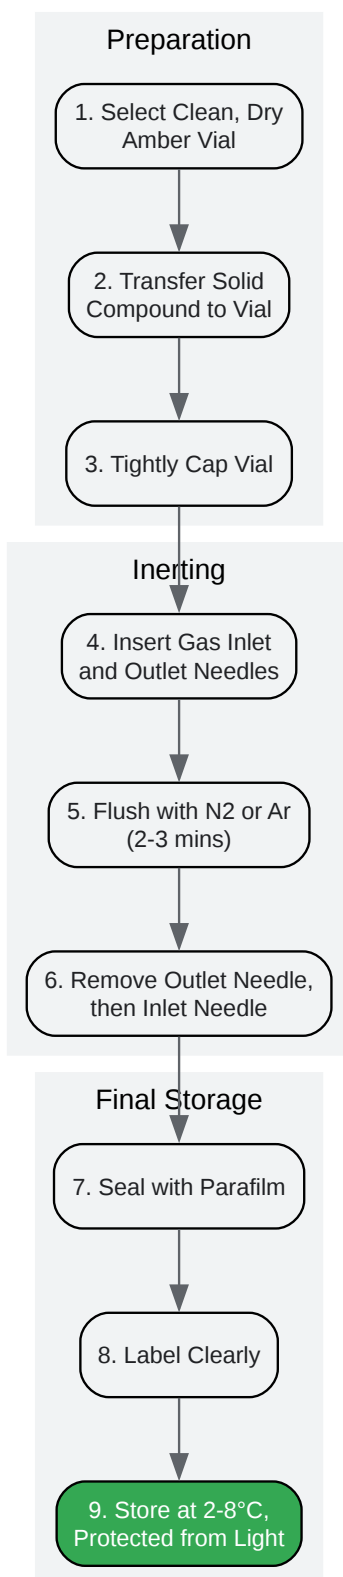 Preparation
1. Select Clean, Dry
Amber Vial
2. Transfer Solid
Compound to Vial
3. Tightly Cap Vial
Inerting
4. Insert Gas Inlet
and Outlet Needles
5. Flush with N2 or Ar
(2-3 mins)
6. Remove Outlet Needle,
then Inlet Needle
Final Storage
7. Seal with Parafilm
8. Label Clearly
9. Store at 2-8°C,
Protected from Light